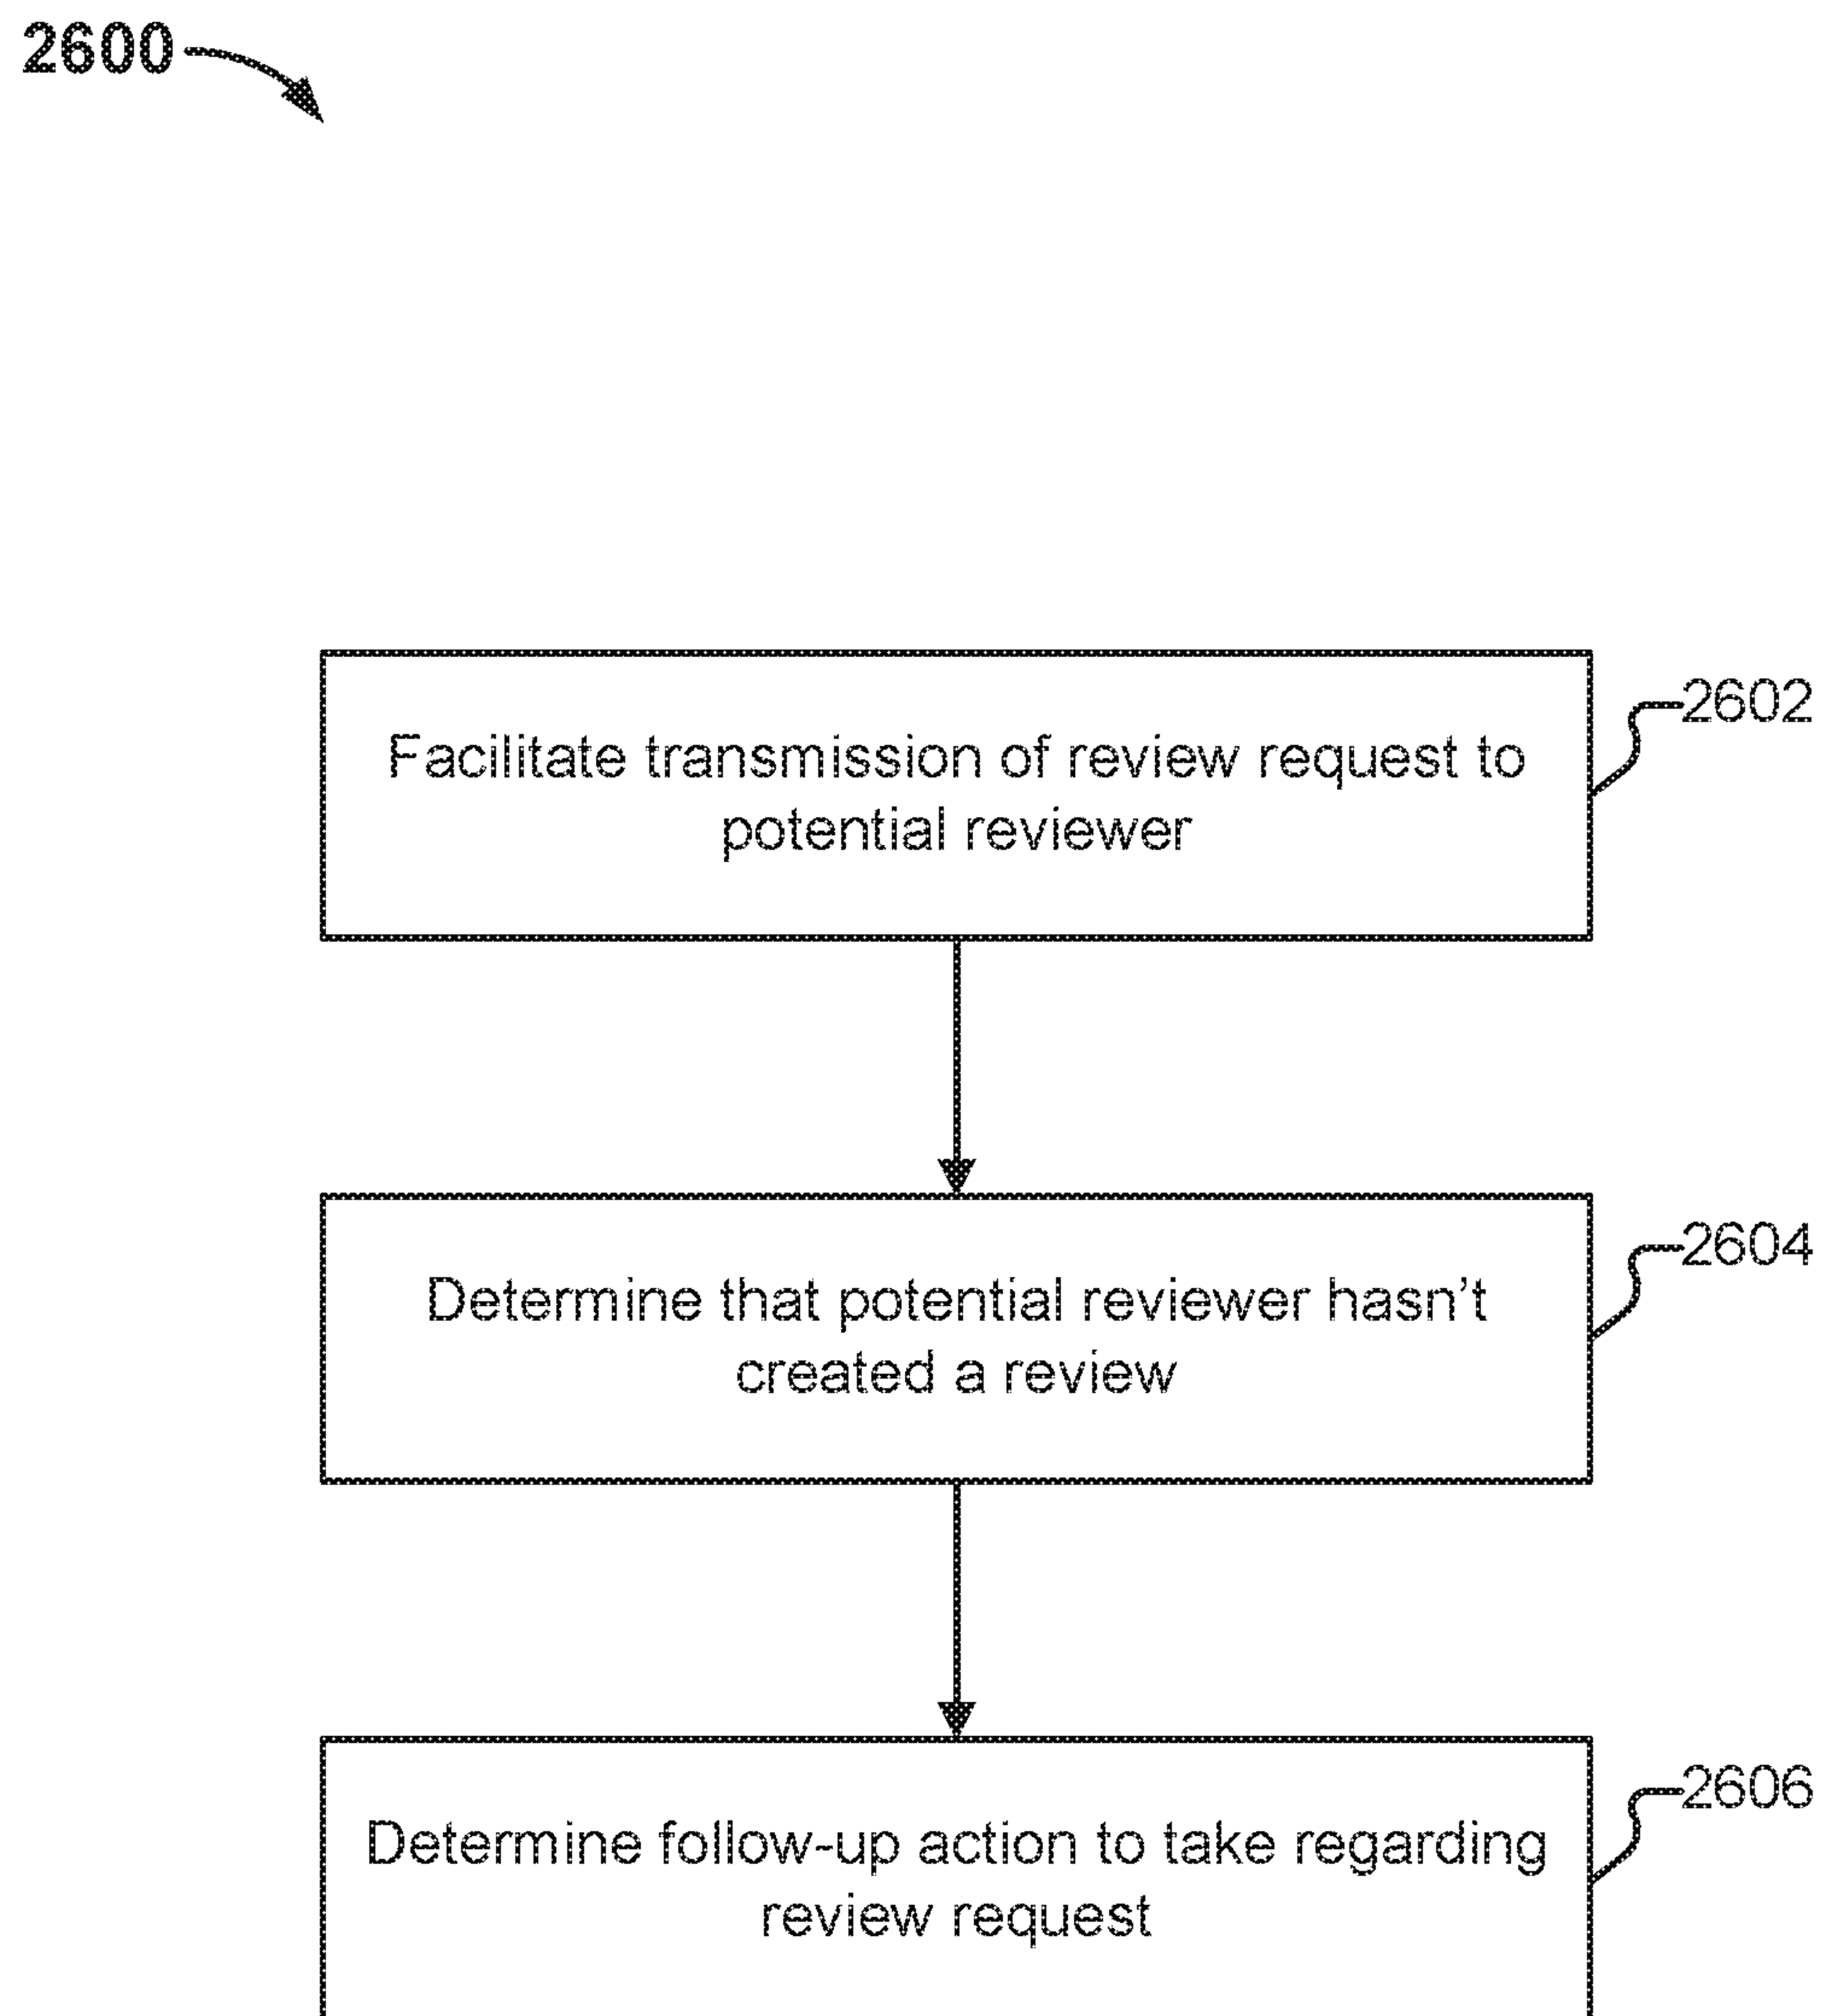 2600
2602
Facilitate transmission of review request to
potential reviewer
2604
Determine that potential reviewer hasn’t
created a review
2606
Determine follow-up action to take regarding
review request